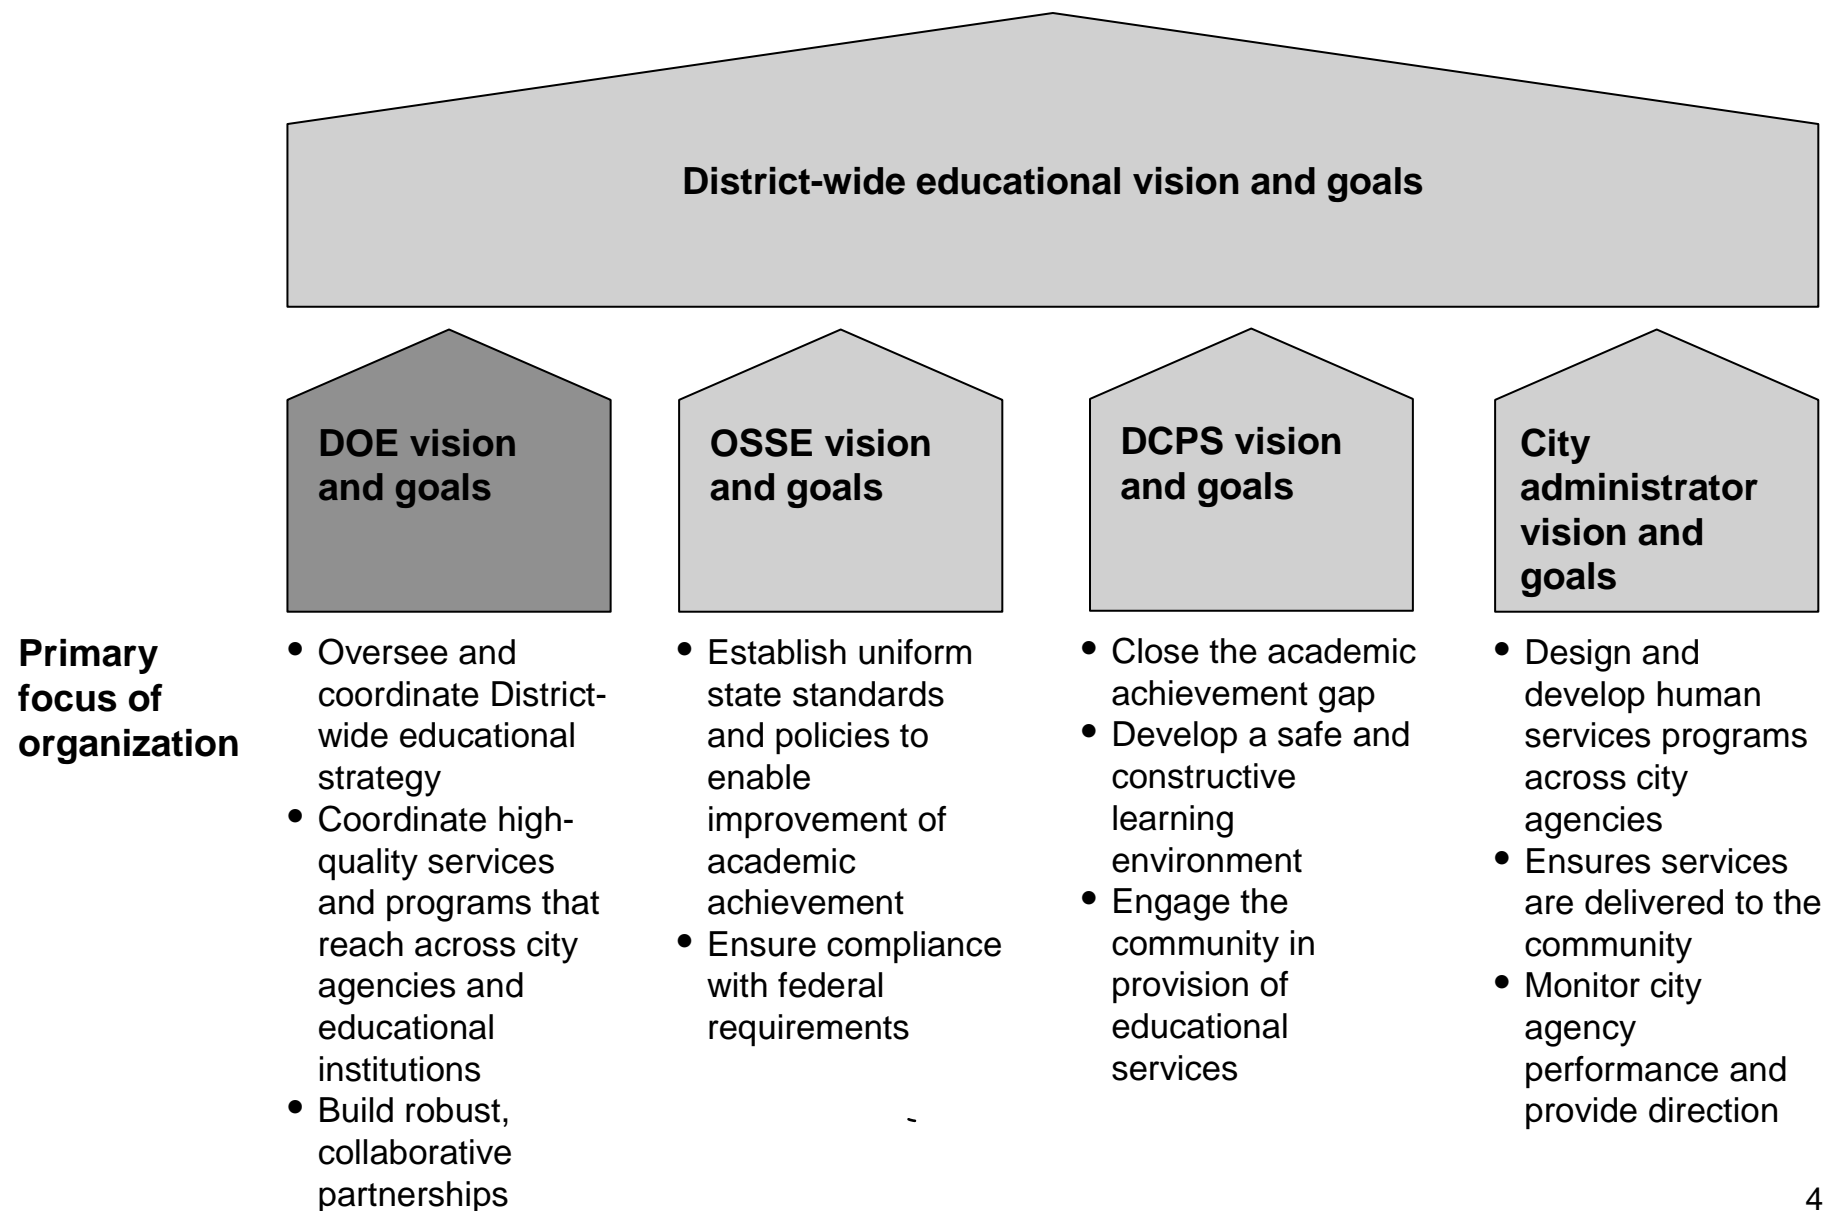 District-wide educational vision and goals
DOE vision
and goals
OSSE vision
and goals
DCPS vision
and goals
City
administrator
vision and
goals
Primary
focus of
organization
• Oversee and
coordinate District-
wide educational
strategy
• Coordinate high-
quality services
and programs that
reach across city
agencies and
educational
institutions
• Build robust,
collaborative
partnerships
• Establish uniform
state standards
and policies to
enable
improvement of
academic
achievement
• Ensure compliance
with federal
requirements
• Close the academic
achievement gap
• Develop a safe and
constructive
learning
environment
• Engage the
community in
provision of
educational
services
• Design and
develop human
services programs
across city
agencies
• Ensures services
are delivered to the
community
• Monitor city
agency
performance and
provide direction
4